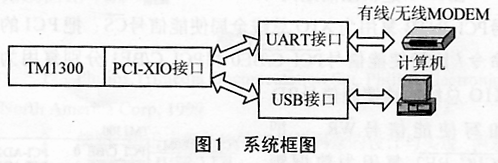 有线/无线MODEM
UART接口
TM1300
PCI-XIO接口
计算机
USB接口
图1 系统框图